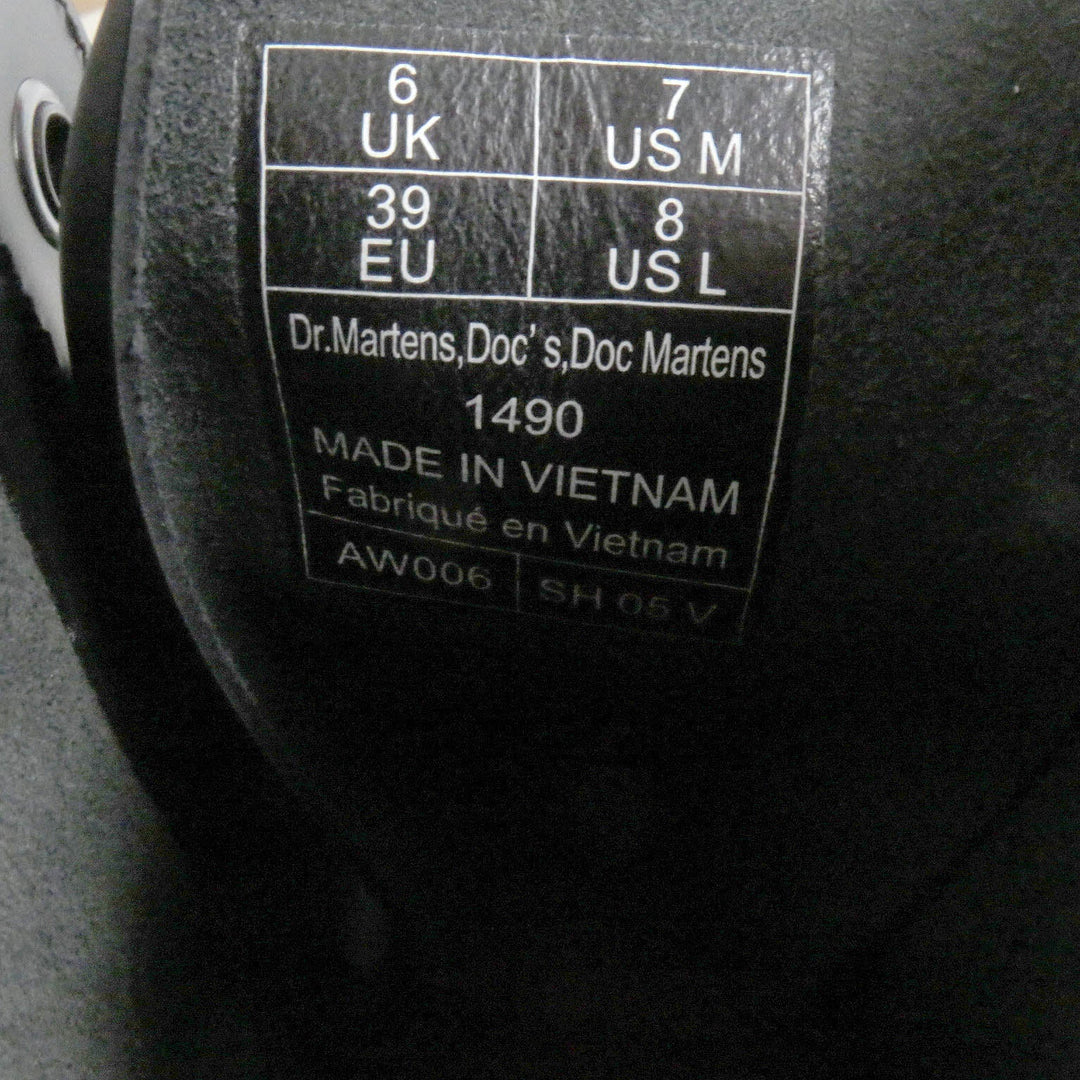 6 UK
7 US M
39 EU
8 US L
Dr.Martens,Doc's,Doc Martens
1490
MADE IN VIETNAM
Fabriqué en Vietnam
AW006
SH 05 V